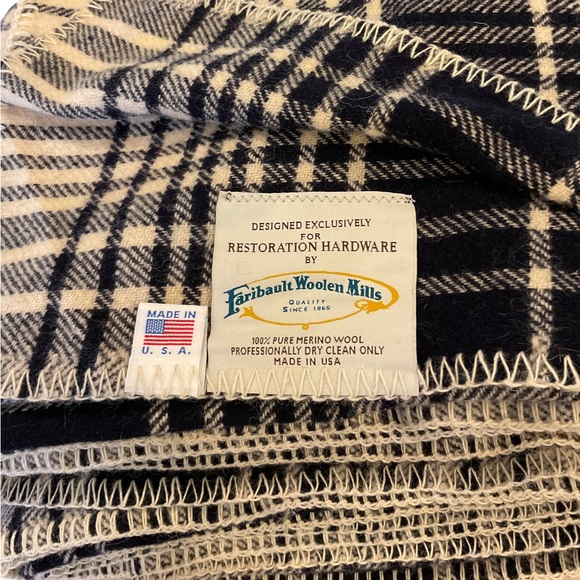 DESIGNED EXCLUSIVELY
FOR
RESTORATION HARDWARE
BY
Faribault Woolen Mills
QUALITY
SINCE 1865
100% PURE MERINO WOOL
PROFESSIONALLY DRY CLEAN ONLY
MADE IN USA
MADE IN
U. S. A.